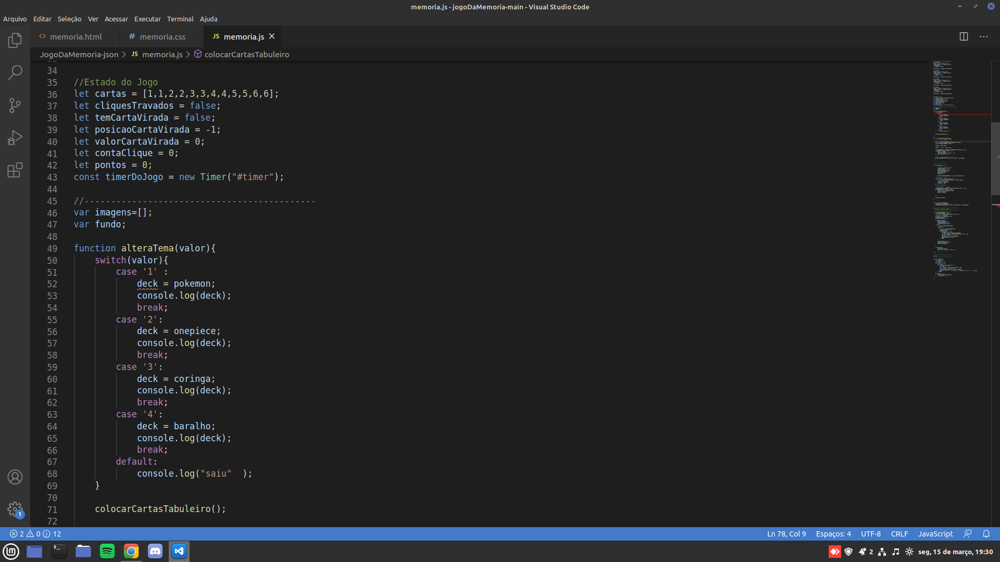 memoria.js - jogoDaMemoria-main - Visual Studio Code
Arquivo Editar Seleção Ver Acessar Executar Terminal Ajuda
<> memoria.html # memoria.css JS memoria.js
JogoDaMemoria-json > JS memoria.js > colocarCartasTabuleiro
34
35 //Estado do Jogo
36 let cartas = [1,1,2,2,3,3,4,4,5,5,6,6];
37 let cliquesTravados = false;
38 let temCartaVirada = false;
39 let posicaoCartaVirada = -1;
40 let valorCartaVirada = 0;
41 let contaClique = 0;
42 let pontos = 0;
43 const timerDoJogo = new Timer("#timer");
44
45 //--------------------------------------------
46 var imagens=[];
47 var fundo;
48
49 function alteraTema(valor){
50 switch(valor){
51 case '1' :
52 deck = pokemon;
53 console.log(deck);
54 break;
55 case '2':
56 deck = onepiece;
57 console.log(deck);
58 break;
59 case '3':
60 deck = coringa;
61 console.log(deck);
62 break;
63 case '4':
64 deck = baralho;
65 console.log(deck);
66 break;
67 default:
68 console.log("saiu"  );
69 }
70
71 colocarCartasTabuleiro();
72
1
2 0 12
Ln 78, Col 9 Espaços: 4 UTF-8 CRLF JavaScript
2 seg, 15 de março, 19:30